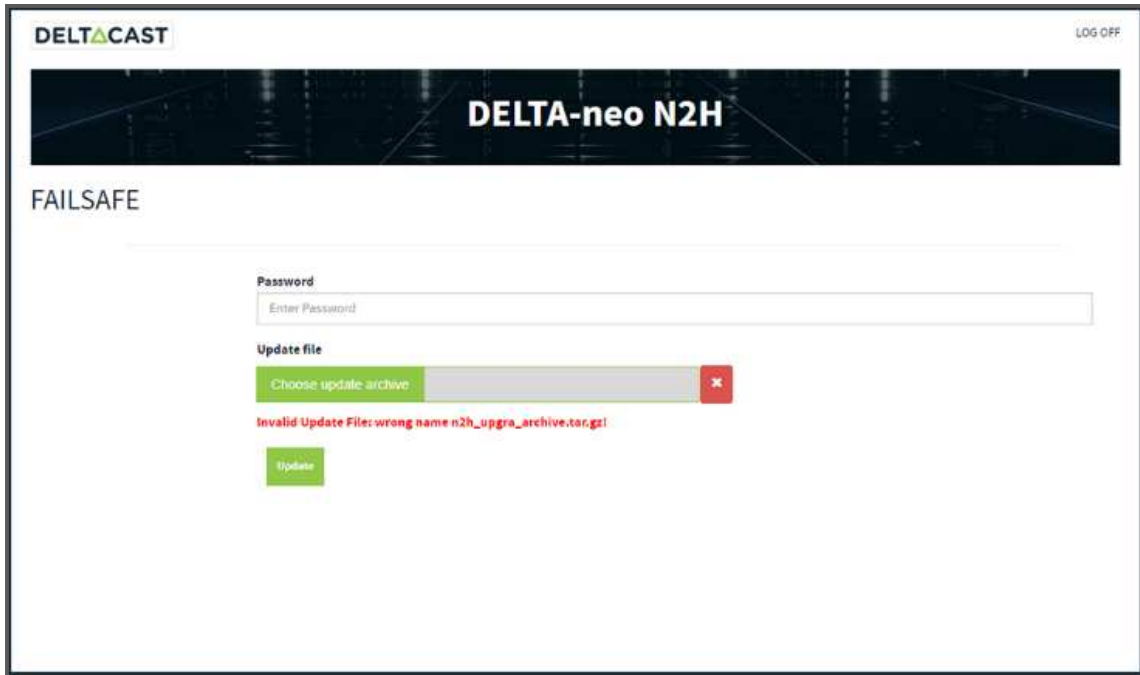 DELTACAST
LOG OFF
DELTA-neo N2H
FAILSAFE
Password
Enter Password
Update file
Choose update archive
Invalid Update File: wrong name n2h_upgra_archive.tar.gz!
Update